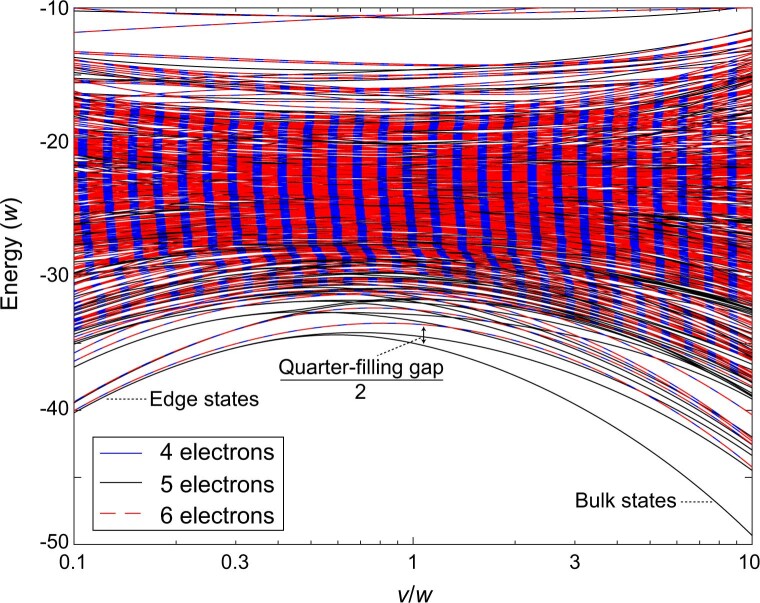 -10
-20
-30
-40
-50
Energy (w)
Quarter-filling gap
2
Edge states
Bulk states
4 electrons
5 electrons
6 electrons
0.1
0.3
1
3
10
v/w